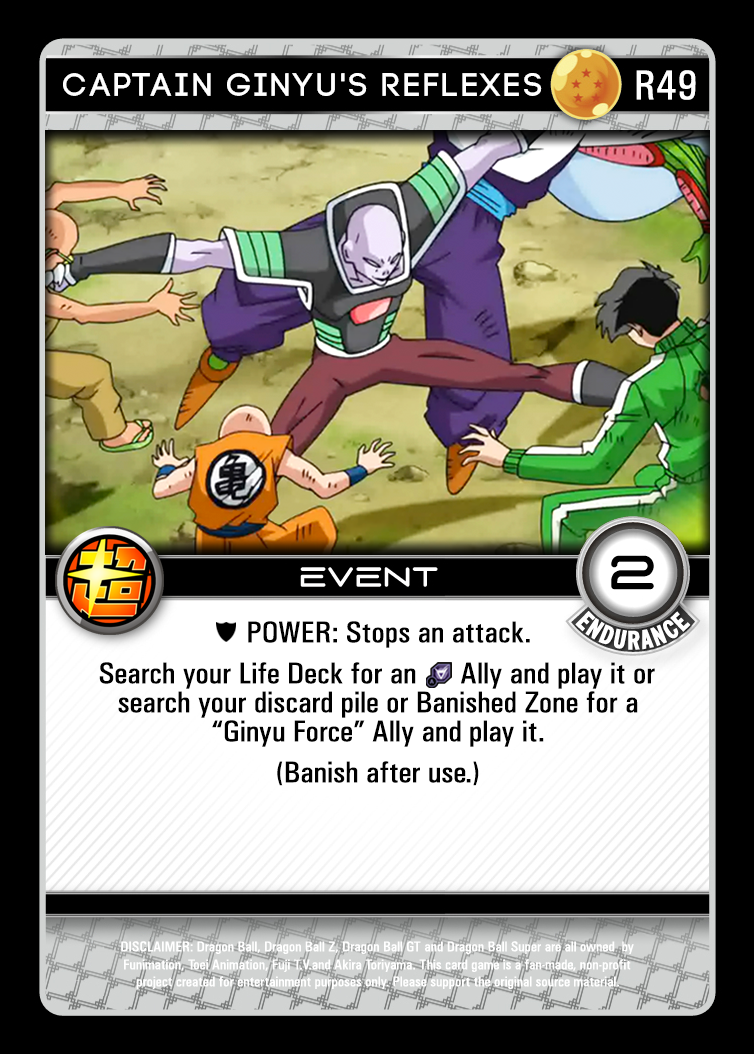 CAPTAIN GINYU'S REFLEXES R49
亀
超
EVENT
2
ENDURANCE
POWER: Stops an attack.
Search your Life Deck for an Ally and play it or
search your discard pile or Banished Zone for a
“Ginyu Force” Ally and play it.
(Banish after use.)
DISCLAIMER: Dragon Ball, Dragon Ball Z, Dragon Ball GT and Dragon Ball Super are all owned by
Funimation, Toei Animation, Fuji T.V.and Akira Toriyama. This card game is a fan-made, non-profit
project created for entertainment purposes only. Please support the original source material.